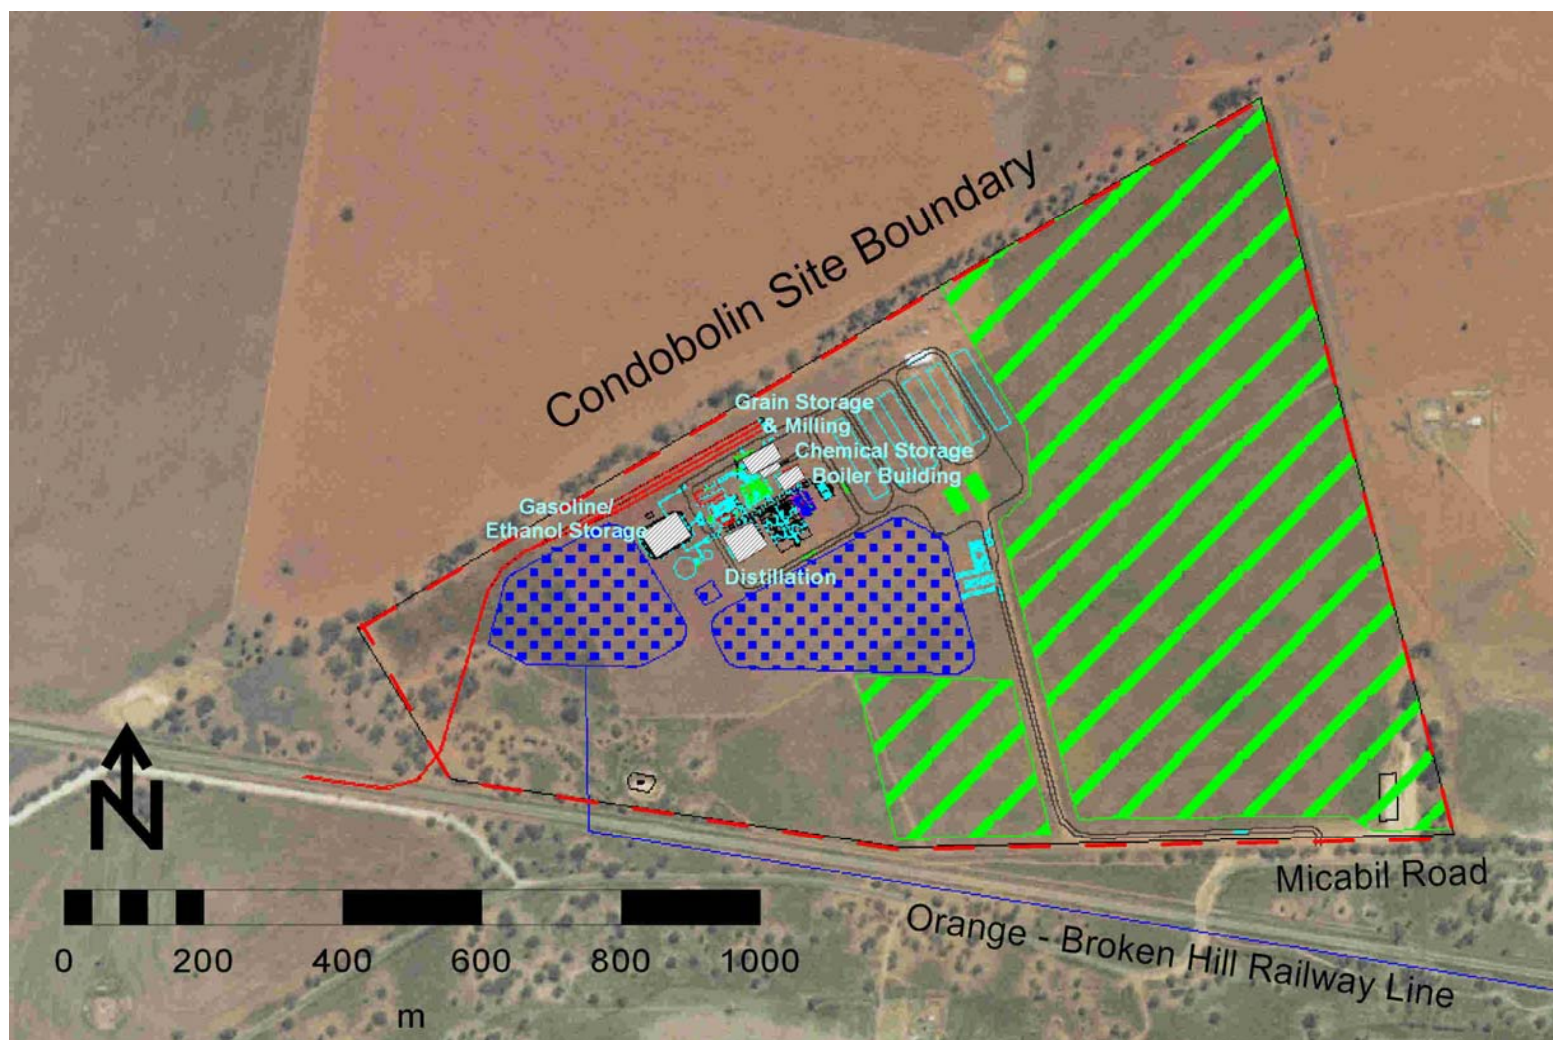 Condobolin Site Boundary
Grain Storage
& Milling
Chemical Storage
Boiler Building
Gasoline/
Ethanol Storage
Distillation
N
Micabil Road
Orange - Broken Hill Railway Line
0 200 400 600 800 1000
m